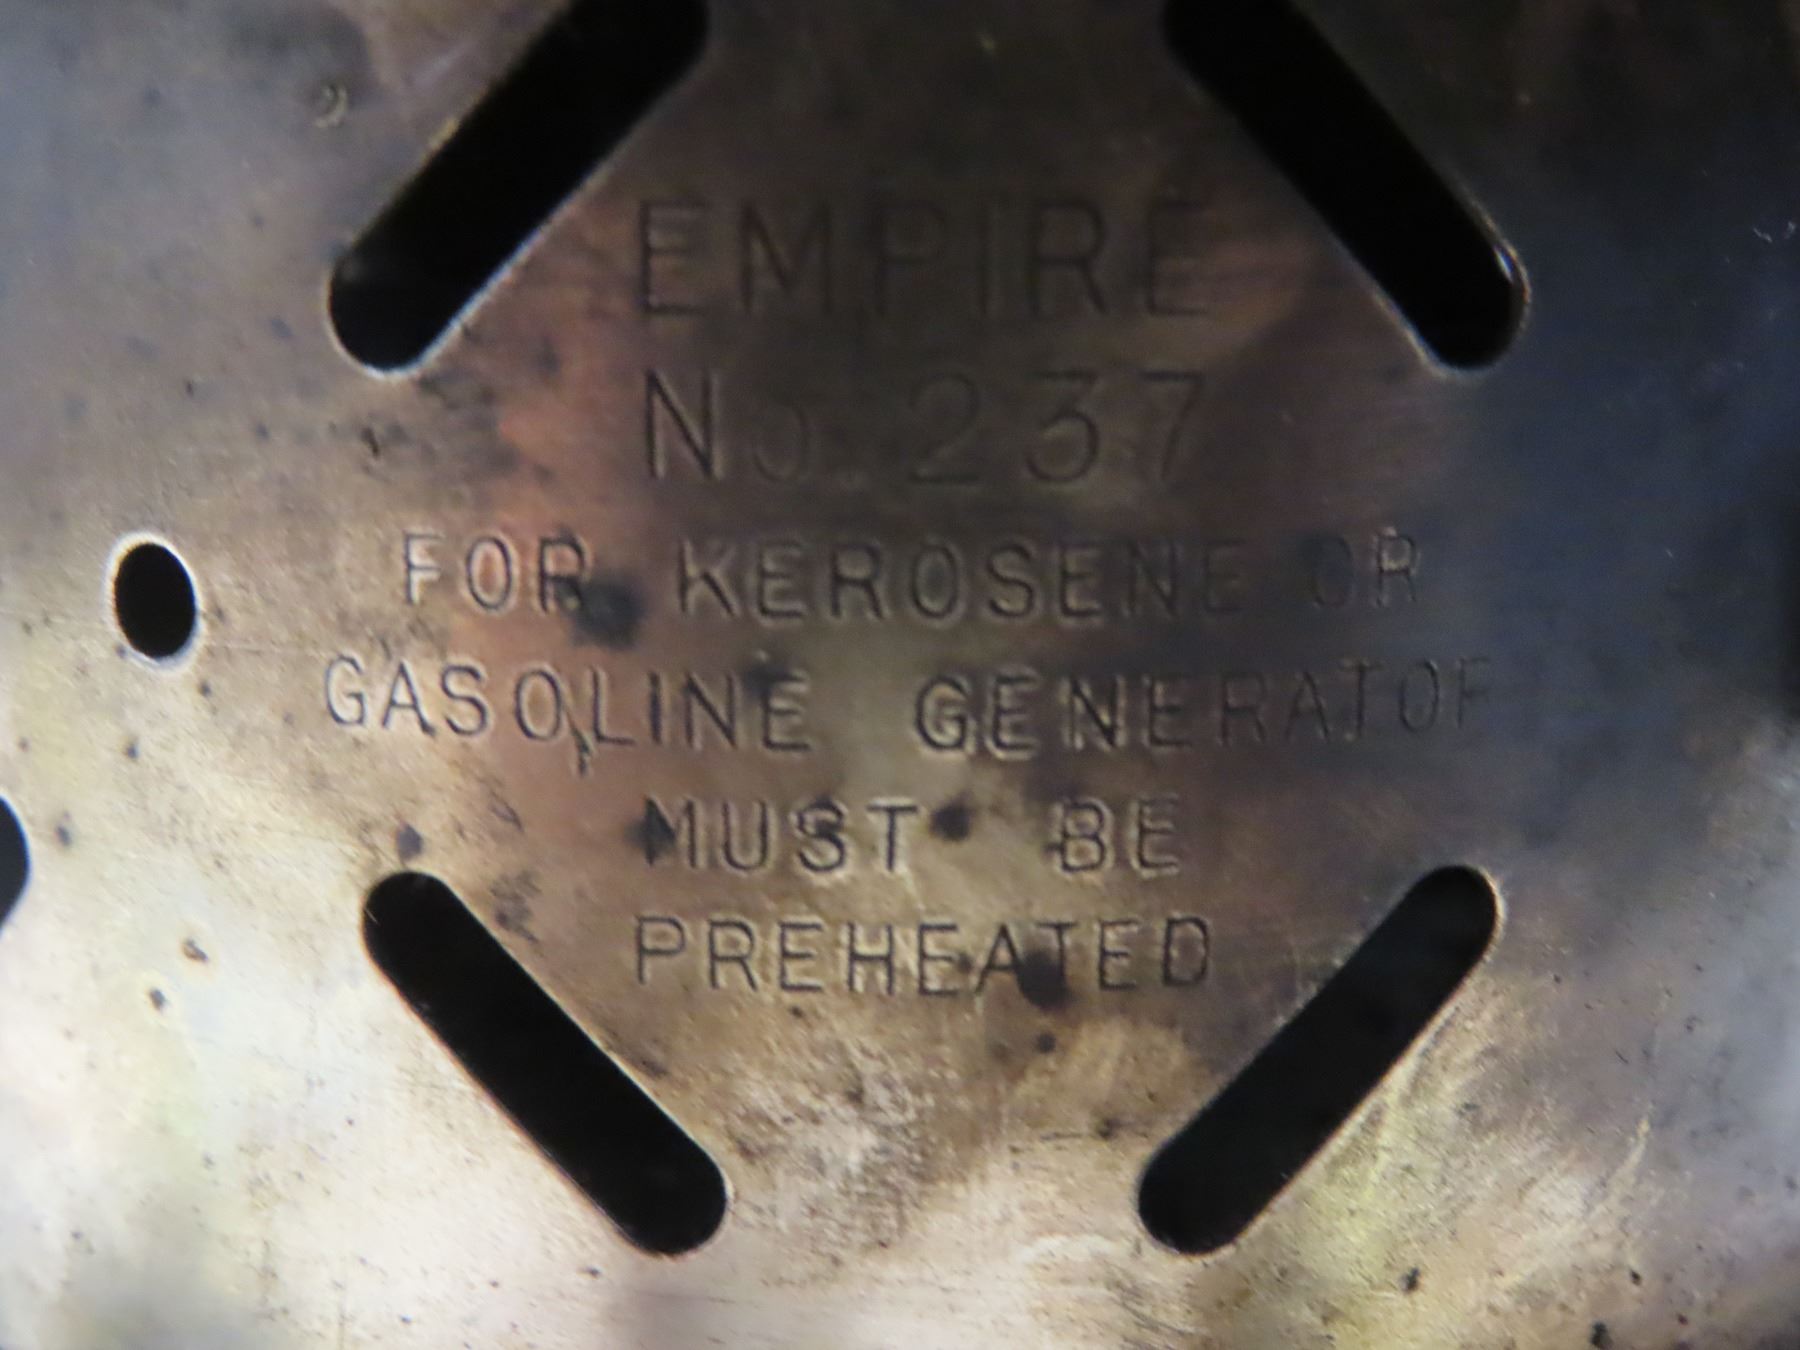 EMPIRE
No. 237
FOR KEROSENE OR
GASOLINE GENERATOR
MUST BE
PREHEATED